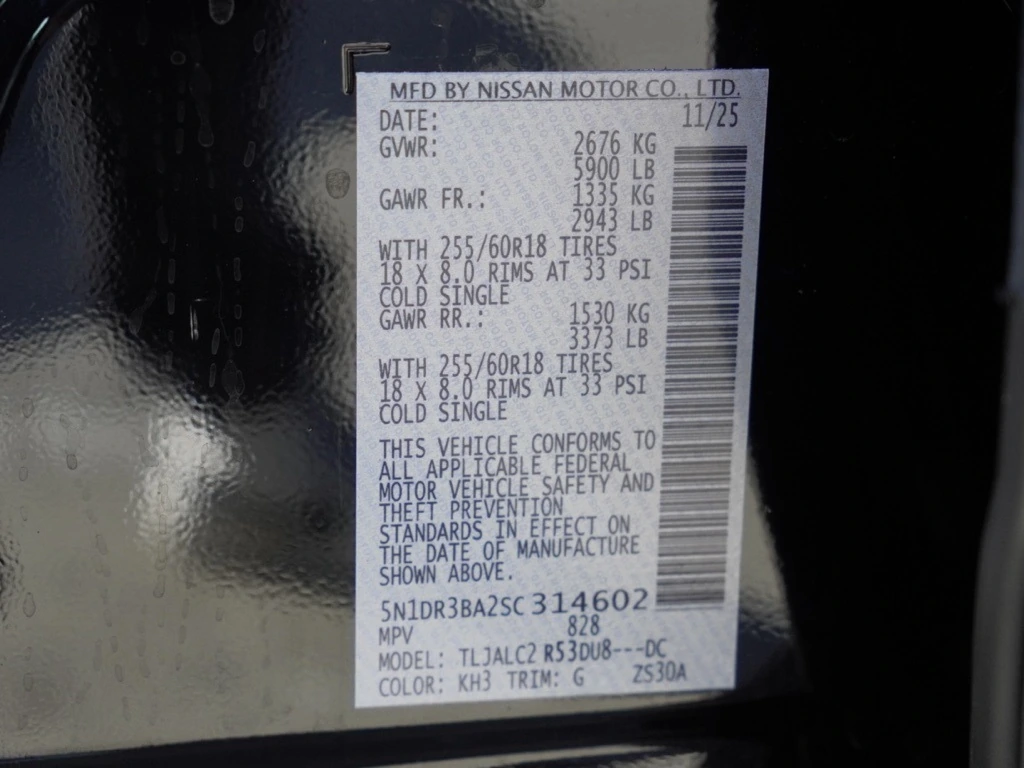 MFD BY NISSAN MOTOR CO., LTD.
DATE: 11/25
GVWR: 2676 KG
5900 LB
GAWR FR.: 1335 KG
2943 LB
WITH 255/60R18 TIRES
18 X 8.0 RIMS AT 33 PSI
COLD SINGLE
GAWR RR.: 1530 KG
3373 LB
WITH 255/60R18 TIRES
18 X 8.0 RIMS AT 33 PSI
COLD SINGLE
THIS VEHICLE CONFORMS TO
ALL APPLICABLE FEDERAL
MOTOR VEHICLE SAFETY AND
THEFT PREVENTION
STANDARDS IN EFFECT ON
THE DATE OF MANUFACTURE
SHOWN ABOVE.
5N1DR3BA2SC314602
MPV 828
MODEL: TLJALC2 R53DU8---DC
COLOR: KH3 TRIM: G ZS30A